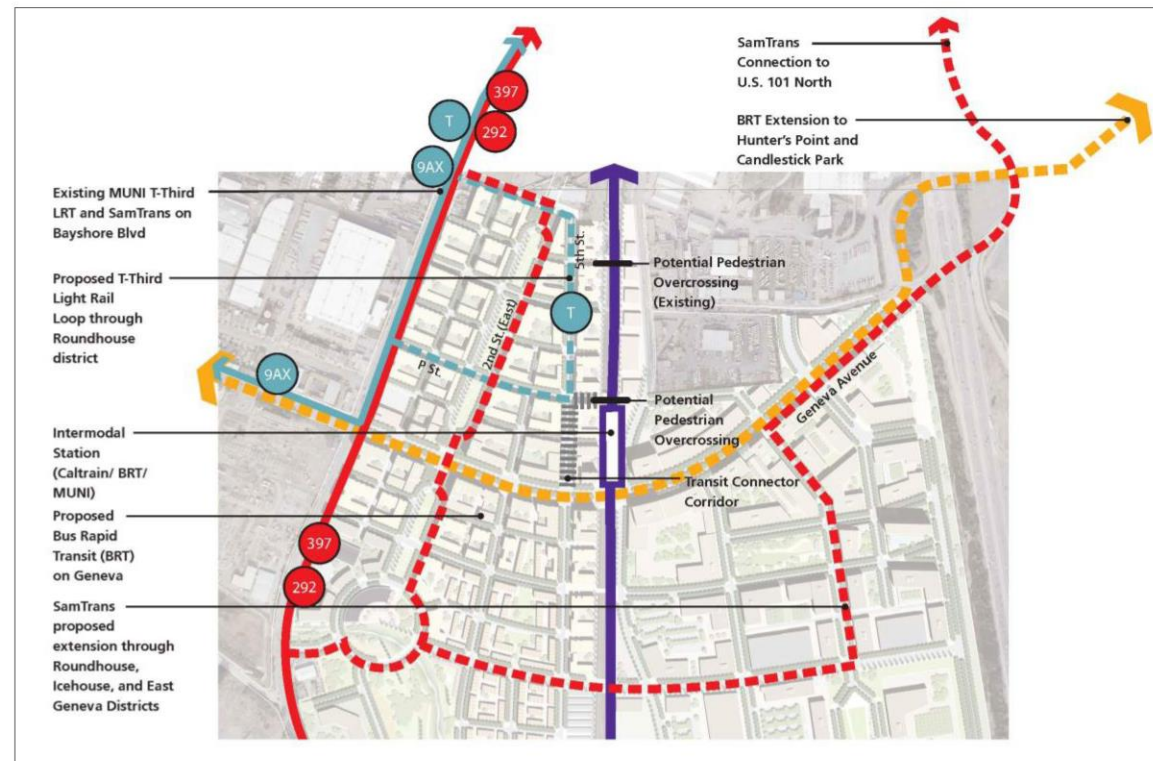 SamTrans
Connection to
U.S. 101 North
BRT Extension to
Hunter's Point and
Candlestick Park
397
T
292
9AX
Existing MUNI T-Third
LRT and SamTrans on
Bayshore Blvd
5th St.
Potential Pedestrian
Overcrossing
(Existing)
Proposed T-Third
Light Rail
Loop through
Roundhouse
district
T
2nd St.(East)
P St.
9AX
Geneva Avenue
Potential
Pedestrian
Overcrossing
Intermodal
Station
(Caltrain/ BRT/
MUNI)
Transit Connector
Corridor
Proposed
Bus Rapid
Transit (BRT)
on Geneva
397
292
SamTrans
proposed
extension through
Roundhouse,
Icehouse, and East
Geneva Districts